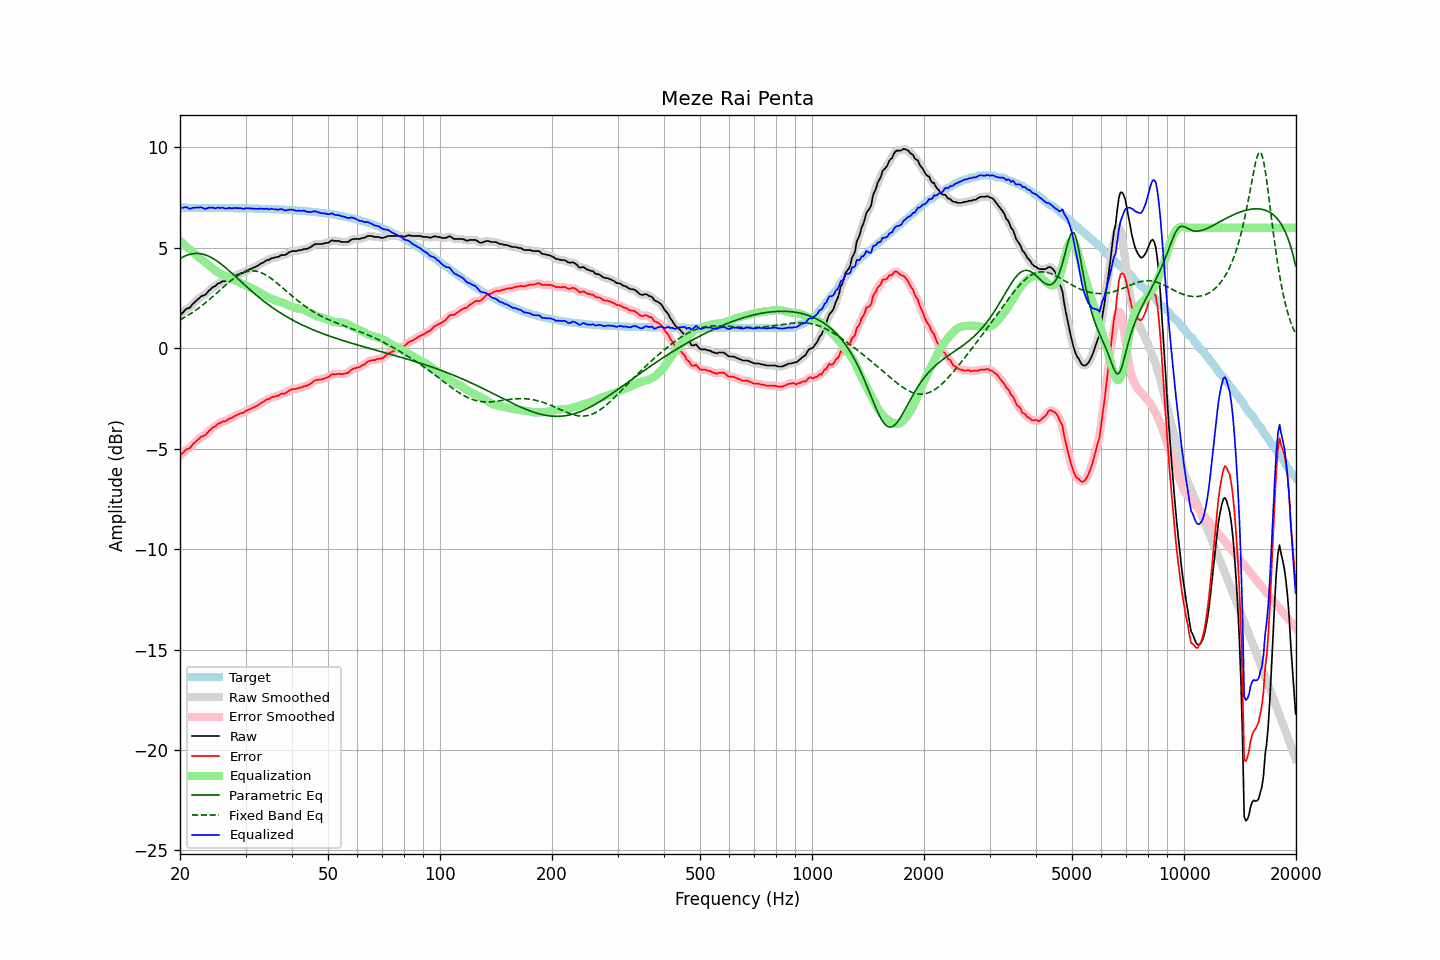 Meze Rai Penta
Amplitude (dBr)
10
5
0
−5
−10
−15
−20
−25
Target
Raw Smoothed
Error Smoothed
Raw
Error
Equalization
Parametric Eq
Fixed Band Eq
Equalized
20 50 100 200 500 1000 2000 5000 10000 20000
Frequency (Hz)